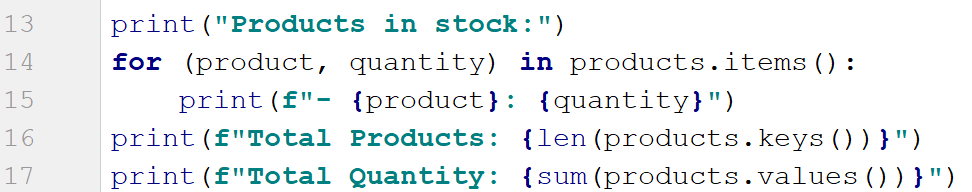 13 print("Products in stock:")
14 for (product, quantity) in products.items():
15     print(f"- {product}: {quantity}")
16 print(f"Total Products: {len(products.keys())}")
17 print(f"Total Quantity: {sum(products.values())}")